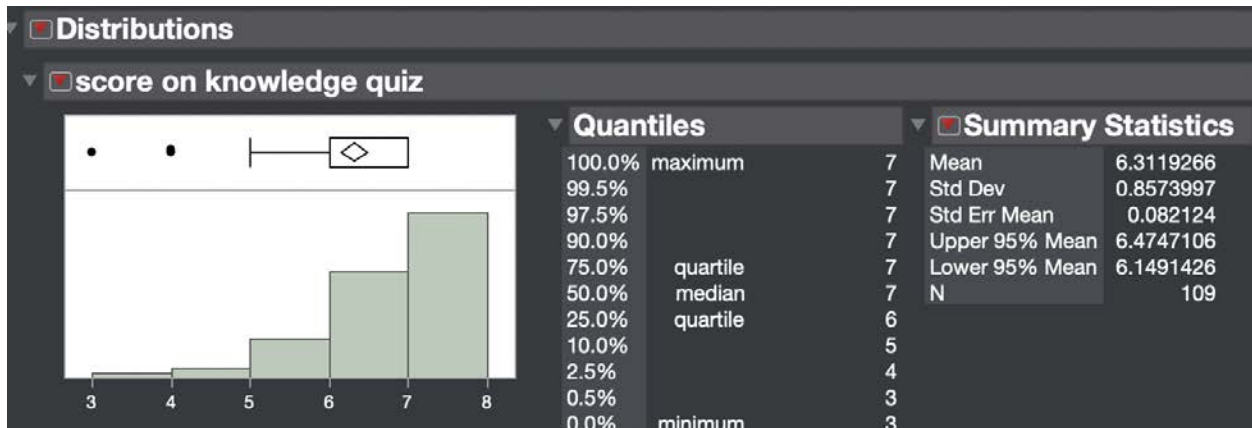 Distributions
score on knowledge quiz
3 4 5 6 7 8
Quantiles
100.0% maximum 7
99.5% 7
97.5% 7
90.0% 7
75.0% quartile 7
50.0% median 7
25.0% quartile 6
10.0% 5
2.5% 4
0.5% 3
0.0% minimum 3
Summary Statistics
Mean 6.3119266
Std Dev 0.8573997
Std Err Mean 0.082124
Upper 95% Mean 6.4747106
Lower 95% Mean 6.1491426
N 109